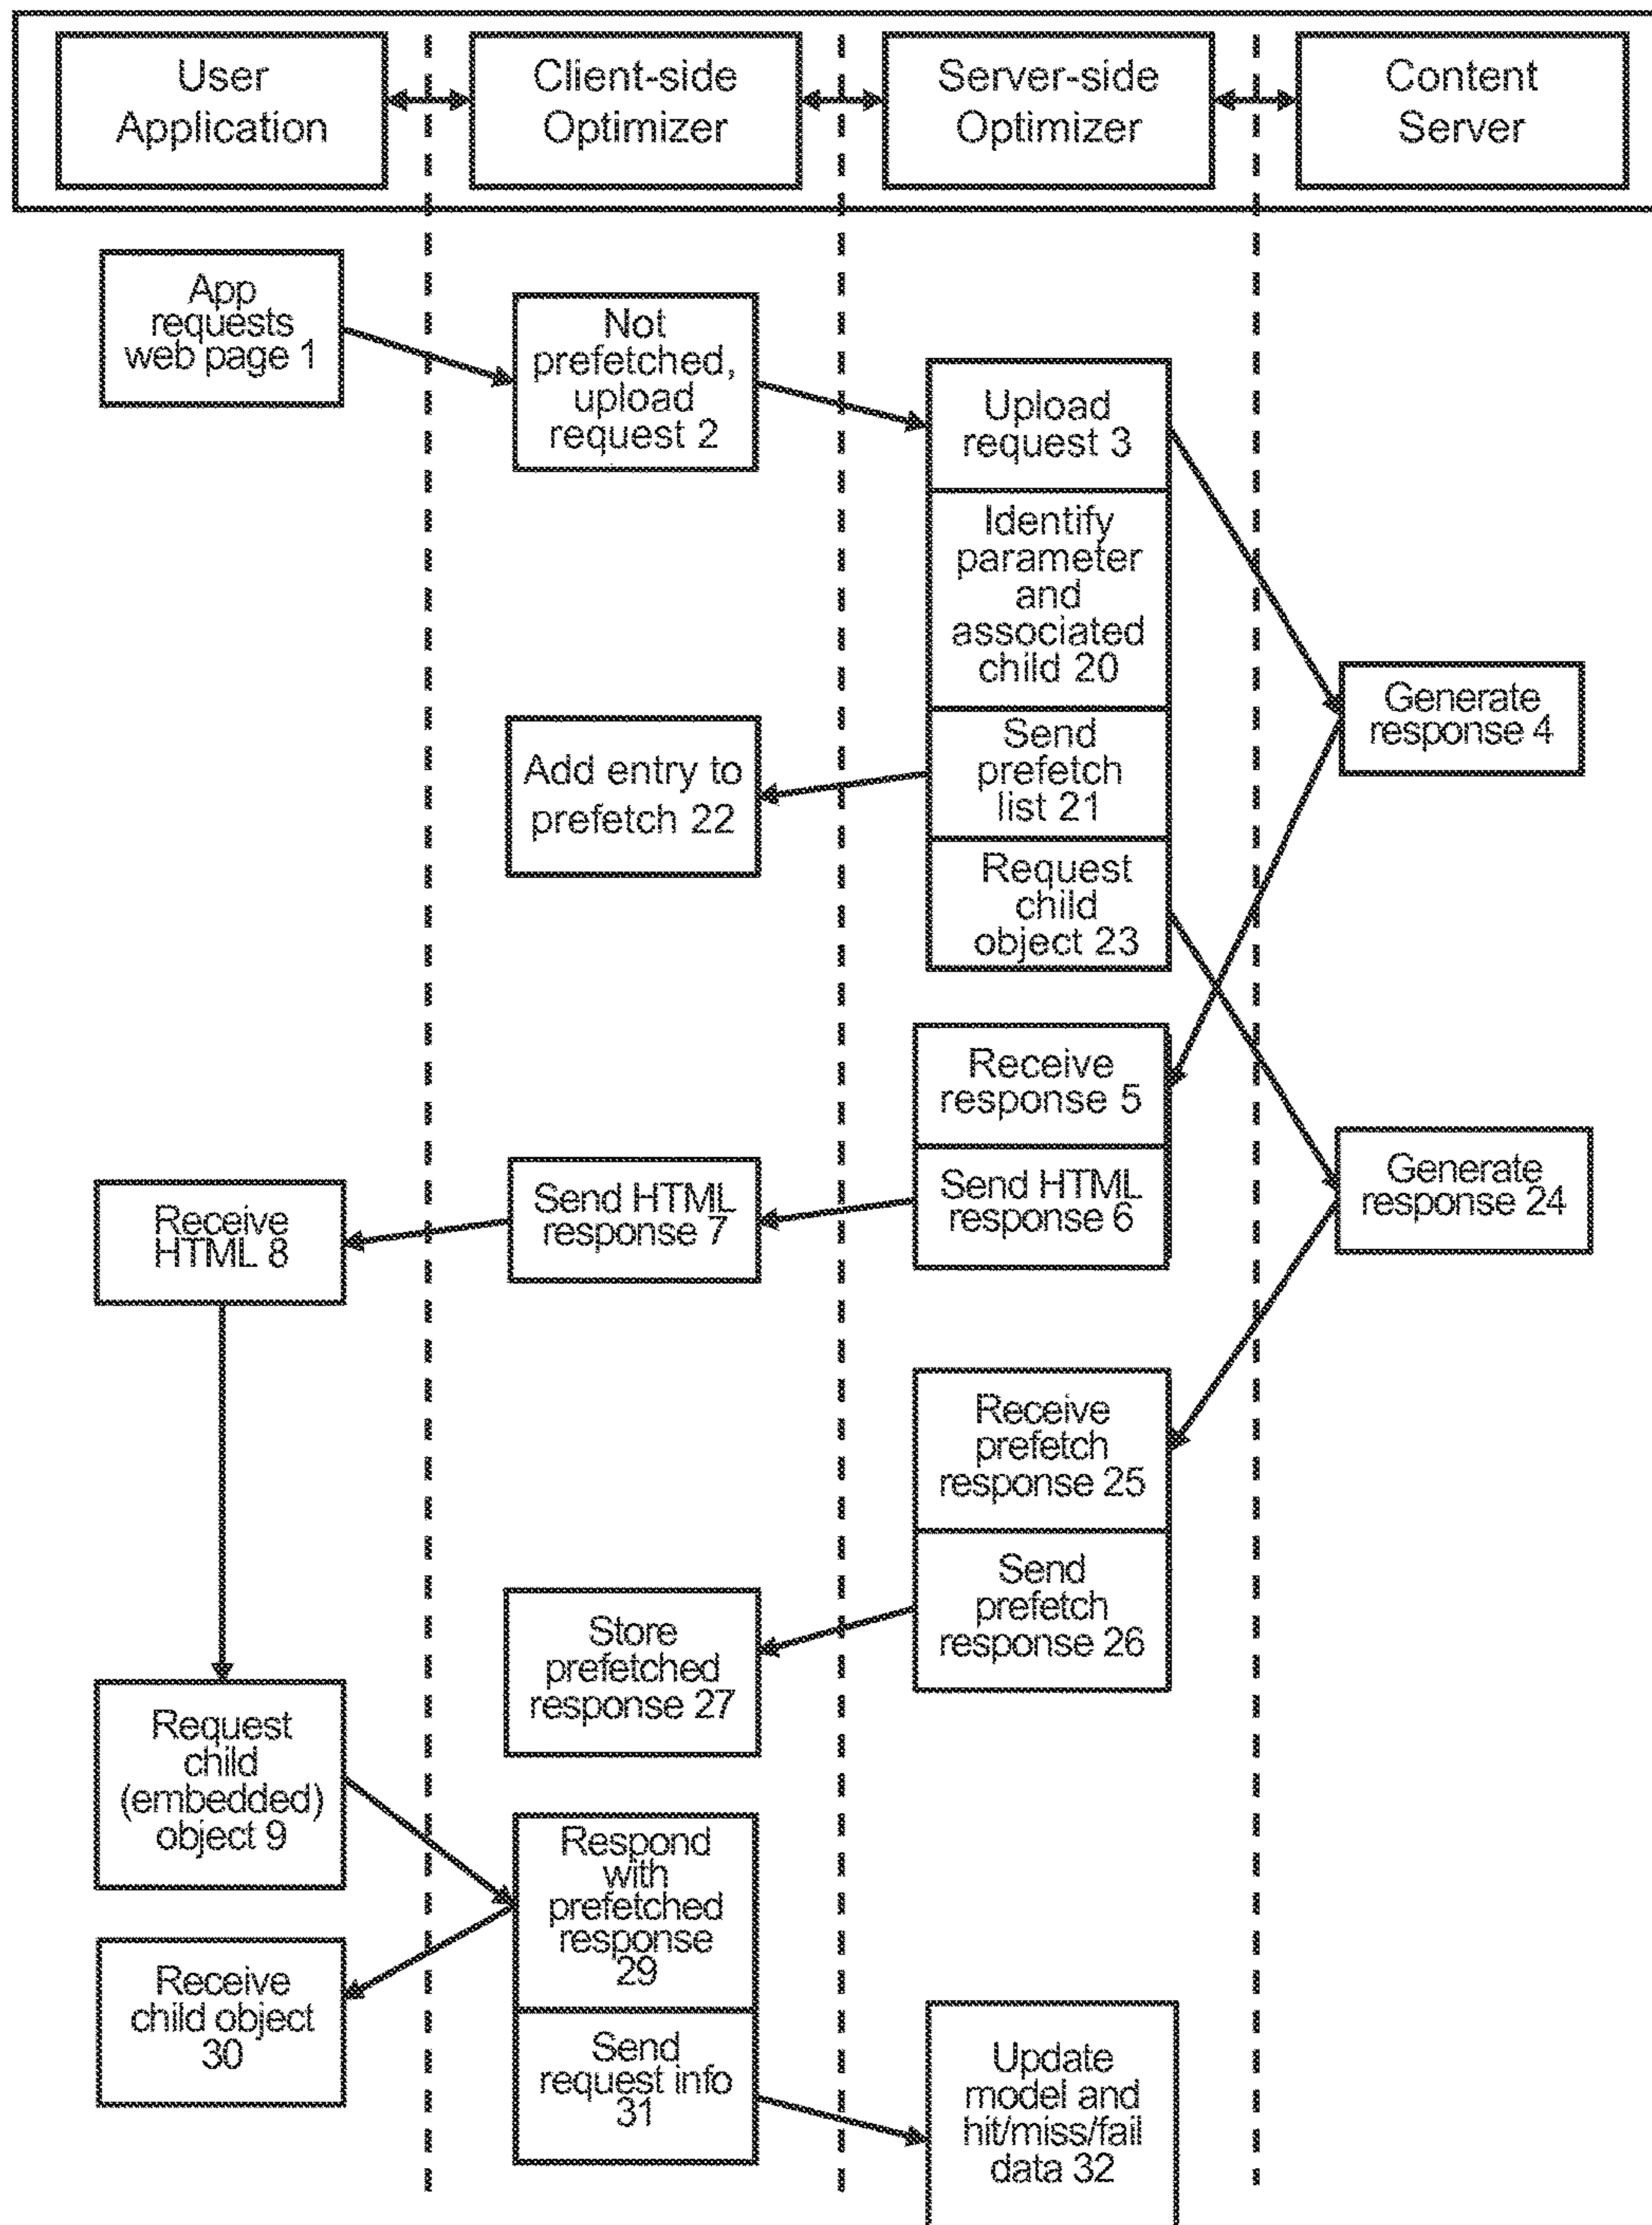 User
Application
Client-side
Optimizer
Server-side
Optimizer
Content
Server
App
requests
web page 1
Not
prefetched,
upload
request 2
Upload
request 3
Identify
parameter
and
associated
child 20
Generate
response 4
Send
prefetch
list 21
Add entry to
prefetch 22
Request
child
object 23
Receive
response 5
Send HTML
response 6
Generate
response 24
Send HTML
response 7
Receive
HTML 8
Receive
prefetch
response 25
Send
prefetch
response 26
Store
prefetched
response 27
Request
child
(embedded)
object 9
Respond
with
prefetched
response
29
Receive
child object
30
Send
request info
31
Update
model and
hit/miss/fail
data 32